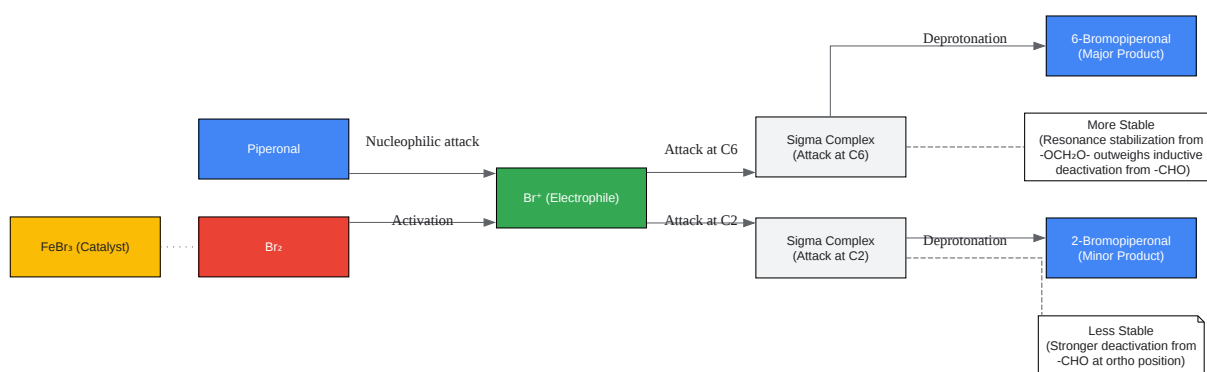 Deprotonation
6-Bromopiperonal
(Major Product)
Piperonal
Nucleophilic attack
Attack at C6
Sigma Complex
(Attack at C6)
More Stable
(Resonance stabilization from
-OCH₂O- outweighs inductive
deactivation from -CHO)
Br⁺ (Electrophile)
FeBr₃ (Catalyst)
Br₂
Activation
Attack at C2
Sigma Complex
(Attack at C2)
Deprotonation
2-Bromopiperonal
(Minor Product)
Less Stable
(Stronger deactivation from
-CHO at ortho position)